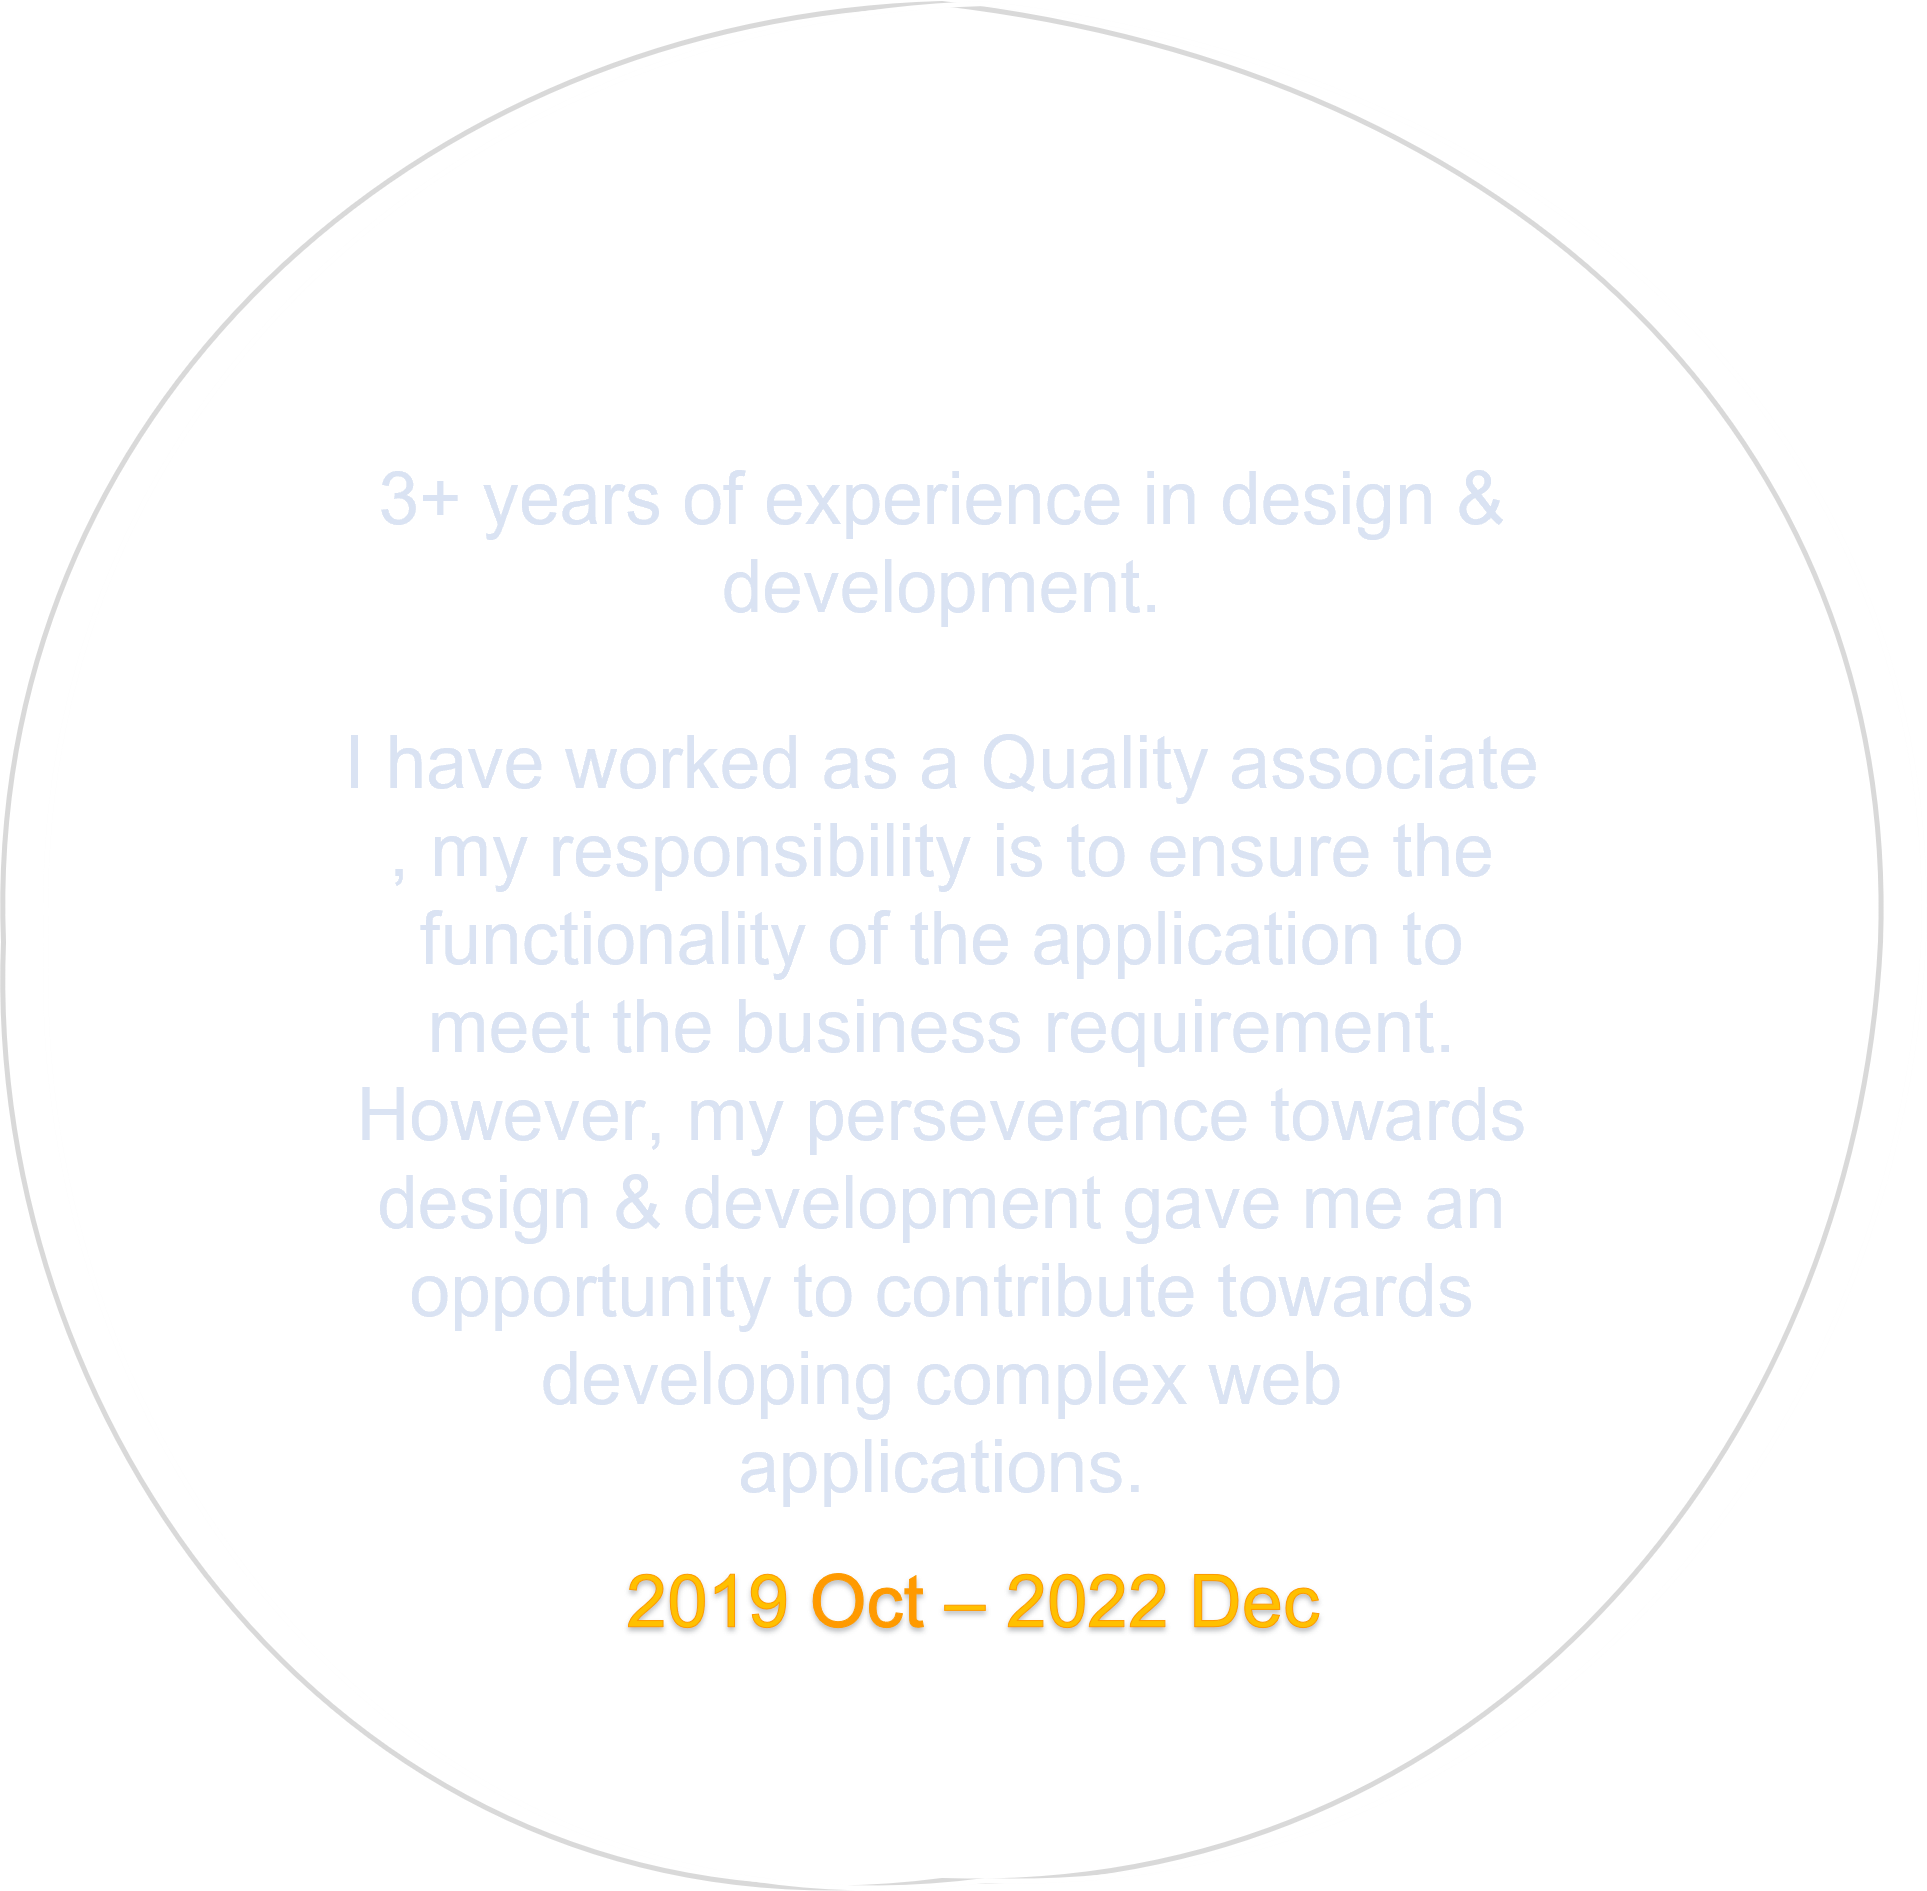 3+ years of experience in design &
development.
I have worked as a Quality associate
, my responsibility is to ensure the
functionality of the application to
meet the business requirement.
However, my perseverance towards
design & development gave me an
opportunity to contribute towards
developing complex web
applications.
2019 Oct – 2022 Dec